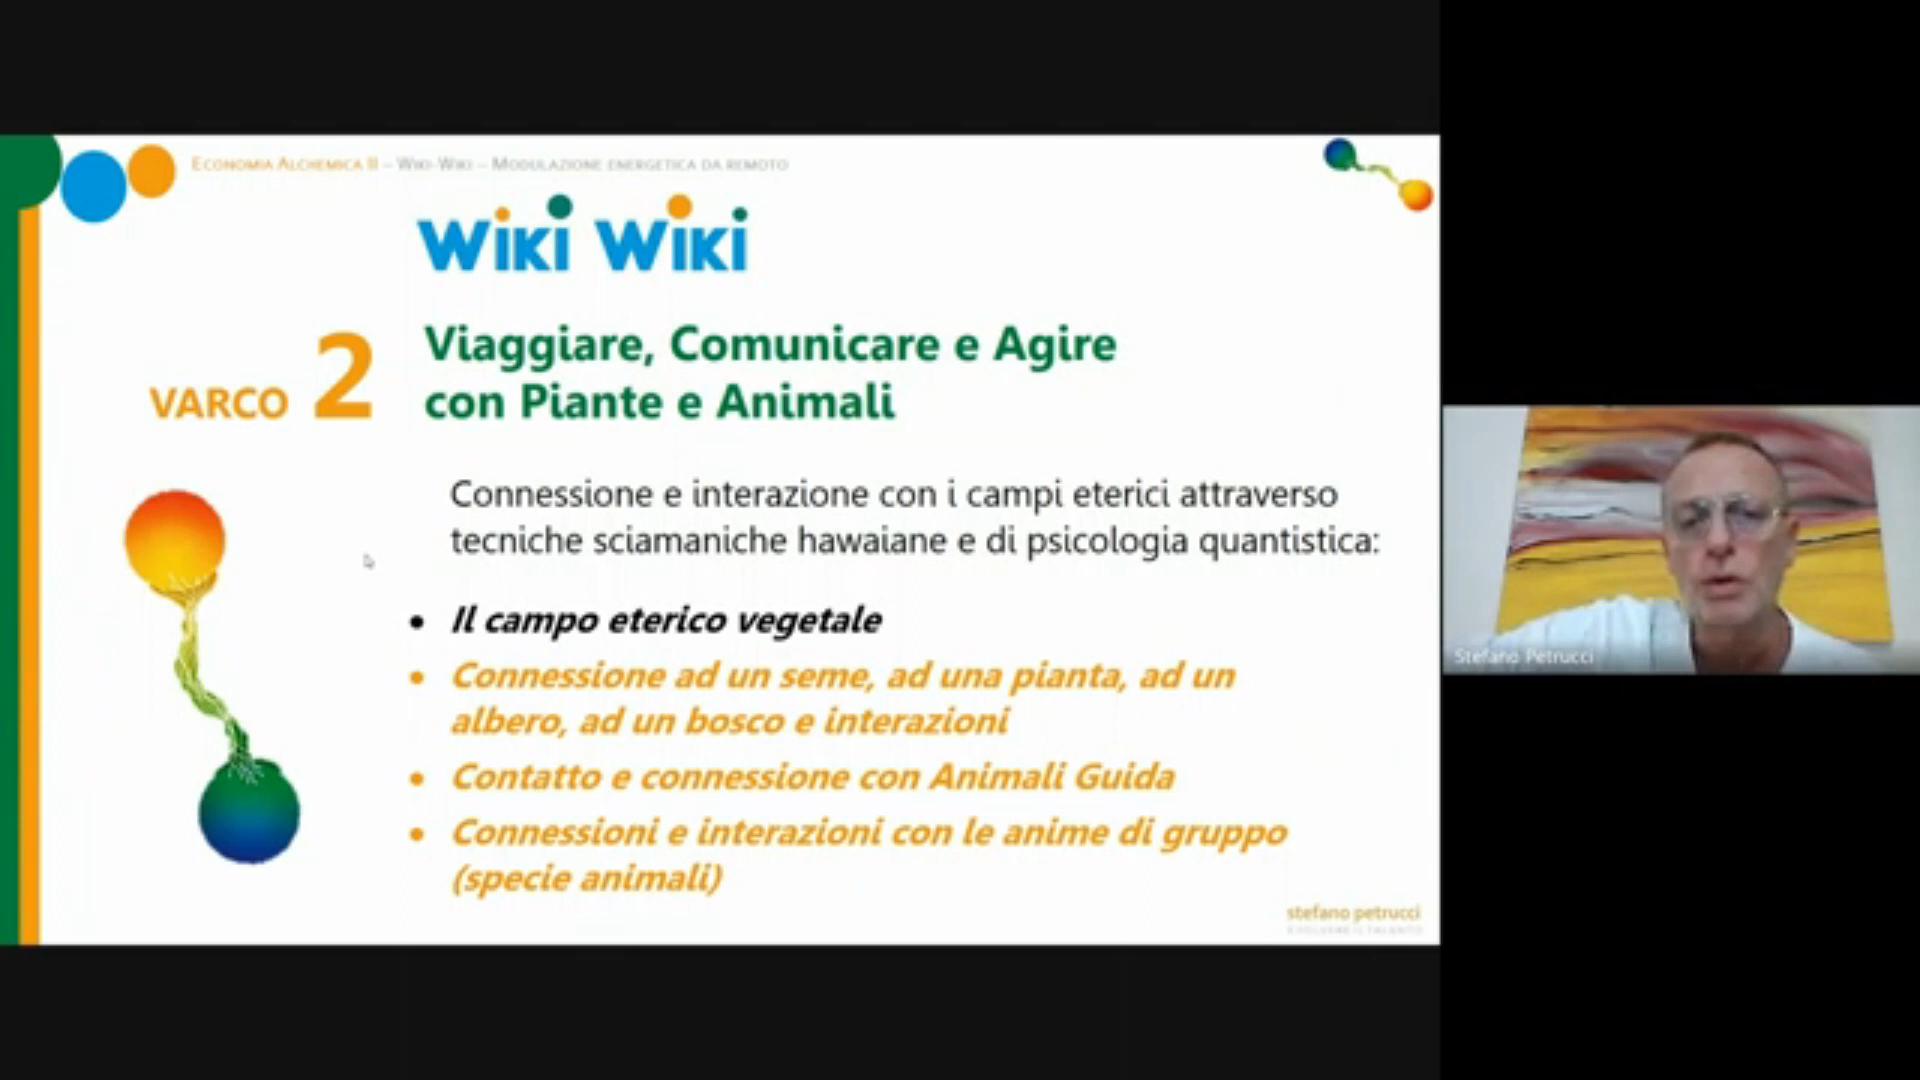 Economia Alchemica II – Wiki-Wiki – Modulazione energetica da remoto
Wiki Wiki
VARCO 2
Viaggiare, Comunicare e Agire
con Piante e Animali
Connessione e interazione con i campi eterici attraverso
tecniche sciamaniche hawaiane e di psicologia quantistica:
• Il campo eterico vegetale
• Connessione ad un seme, ad una pianta, ad un
albero, ad un bosco e interazioni
• Contatto e connessione con Animali Guida
• Connessioni e interazioni con le anime di gruppo
(specie animali)
stefano petrucci
Stefano Petrucci